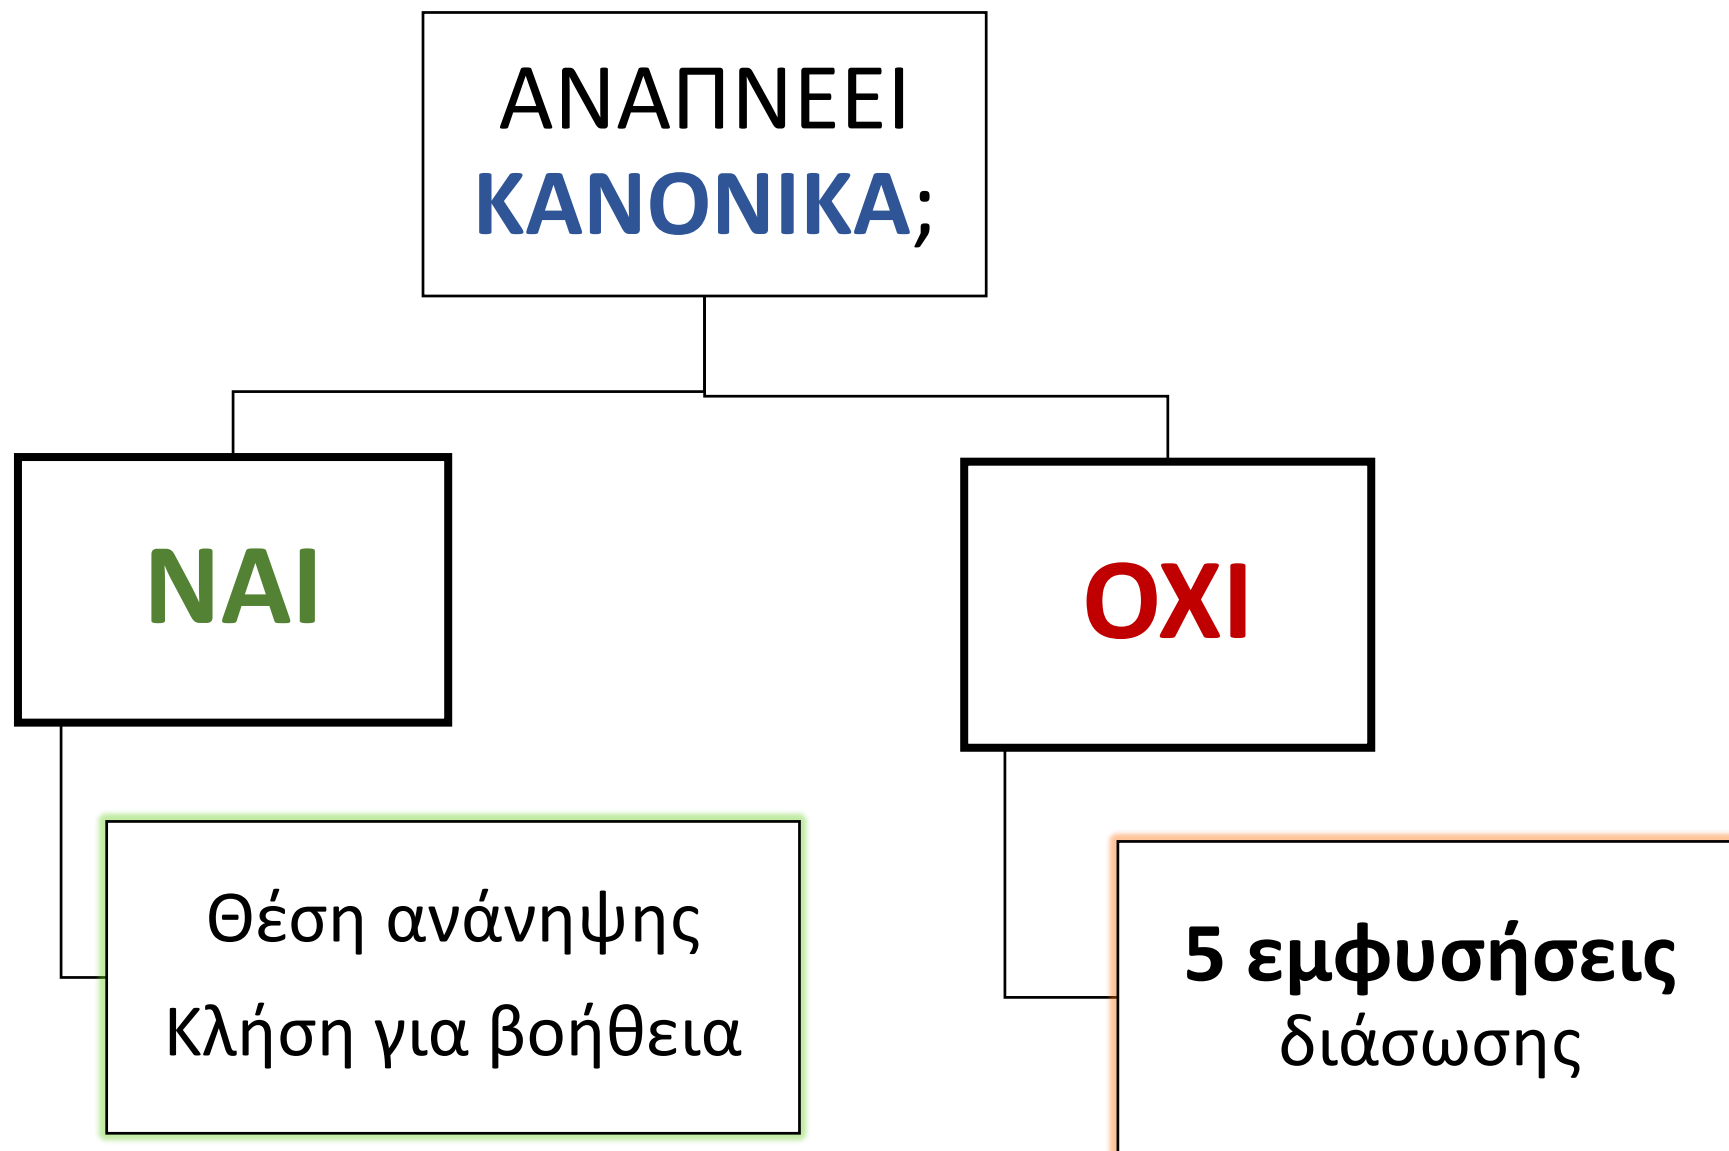 ΑΝΑΠΝΕΕΙ
ΚΑΝΟΝΙΚΑ;
ΝΑΙ
ΟΧΙ
Θέση ανάνηψης
Κλήση για βοήθεια
5 εμφυσήσεις
διάσωσης